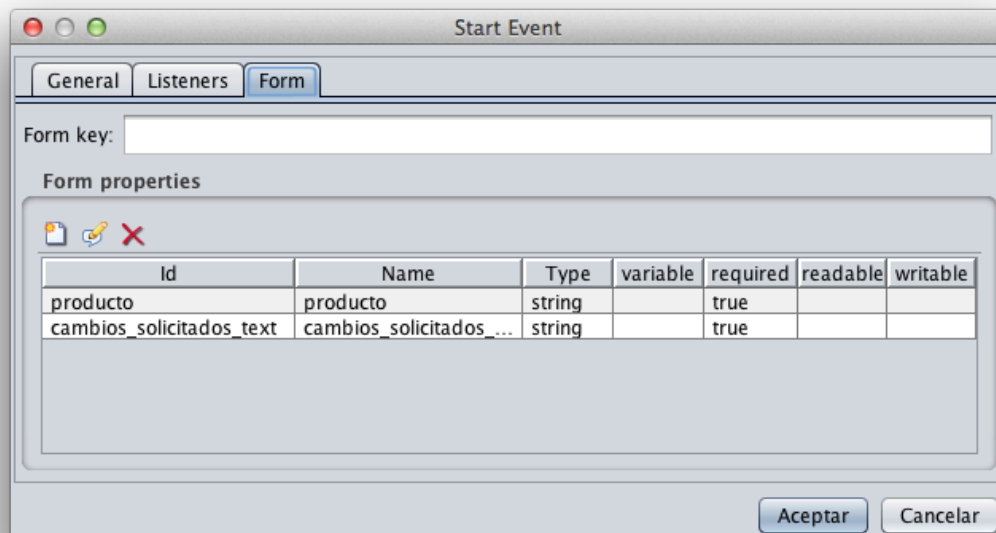 Start Event
General Listeners Form
Form key:
Form properties
Id Name Type variable required readable writable
producto producto string true
cambios_solicitados_text cambios_solicitados_... string true
Aceptar Cancelar